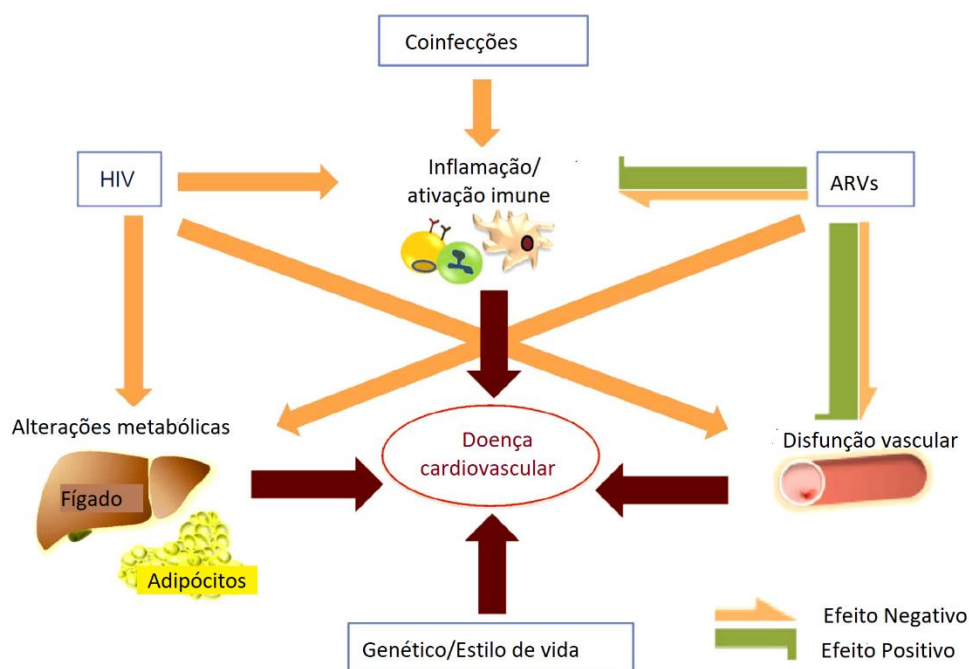 Coinfecções
HIV
Inflamação/
ativação imune
ARVs
Alterações metabólicas
Fígado
Adipócitos
Doença
cardiovascular
Disfunção vascular
Genético/Estilo de vida
Efeito Negativo
Efeito Positivo